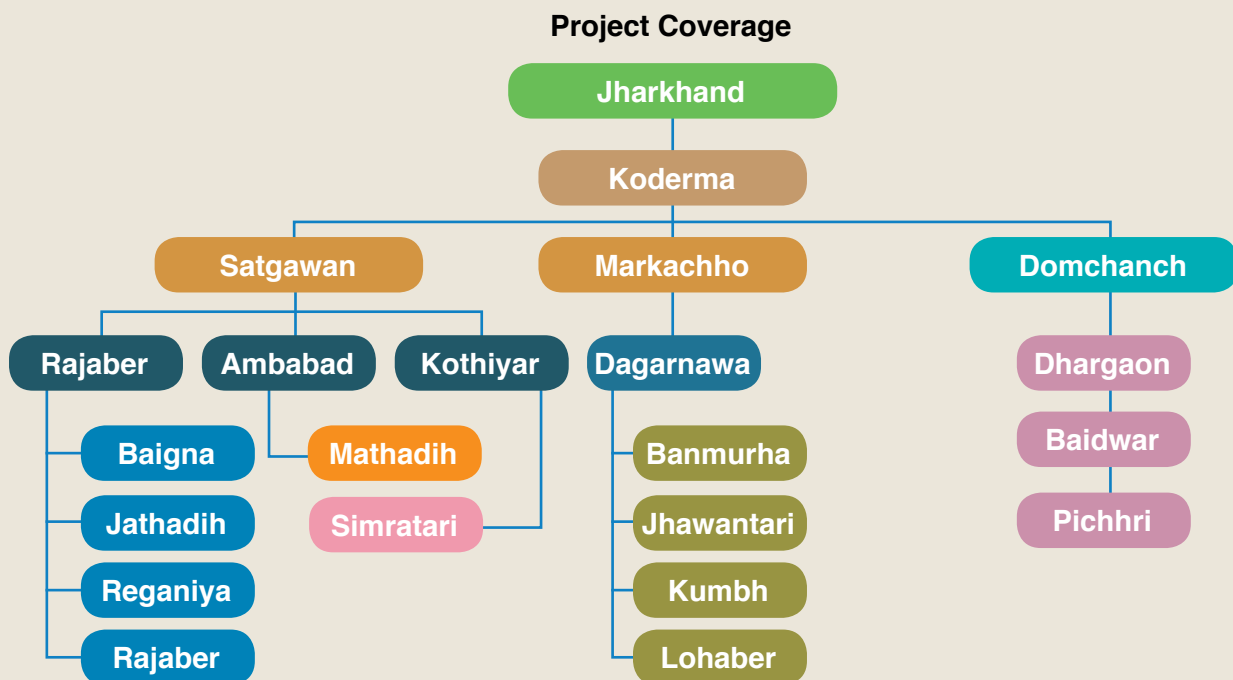 Project Coverage
Jharkhand
Koderma
Satgawan
Markachho
Domchanch
Rajaber
Ambabad
Kothiyar
Dagarnawa
Dhargaon
Baigna
Mathadih
Banmurha
Baidwar
Jathadih
Simratari
Jhawantari
Pichhri
Reganiya
Kumbh
Rajaber
Lohaber